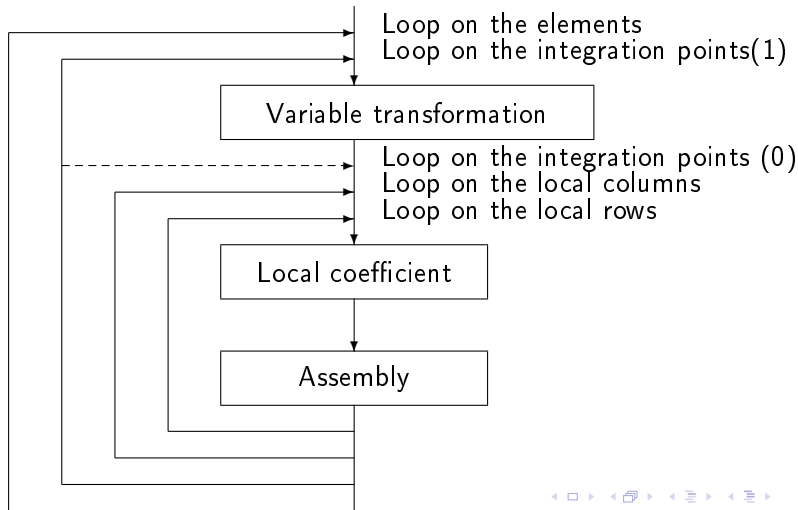 Loop on the elements
Loop on the integration points(1)
Variable transformation
Loop on the integration points (0)
Loop on the local columns
Loop on the local rows
Local coefficient
Assembly